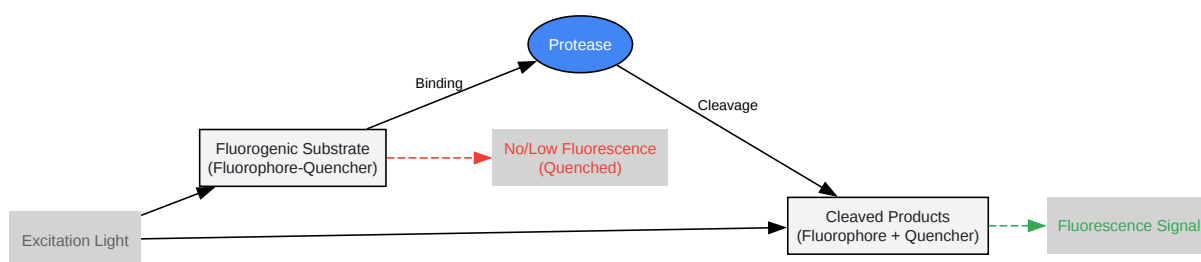 Protease
Binding
Cleavage
Fluorogenic Substrate
(Fluorophore-Quencher)
No/Low Fluorescence
(Quenched)
Excitation Light
Cleaved Products
(Fluorophore + Quencher)
Fluorescence Signal